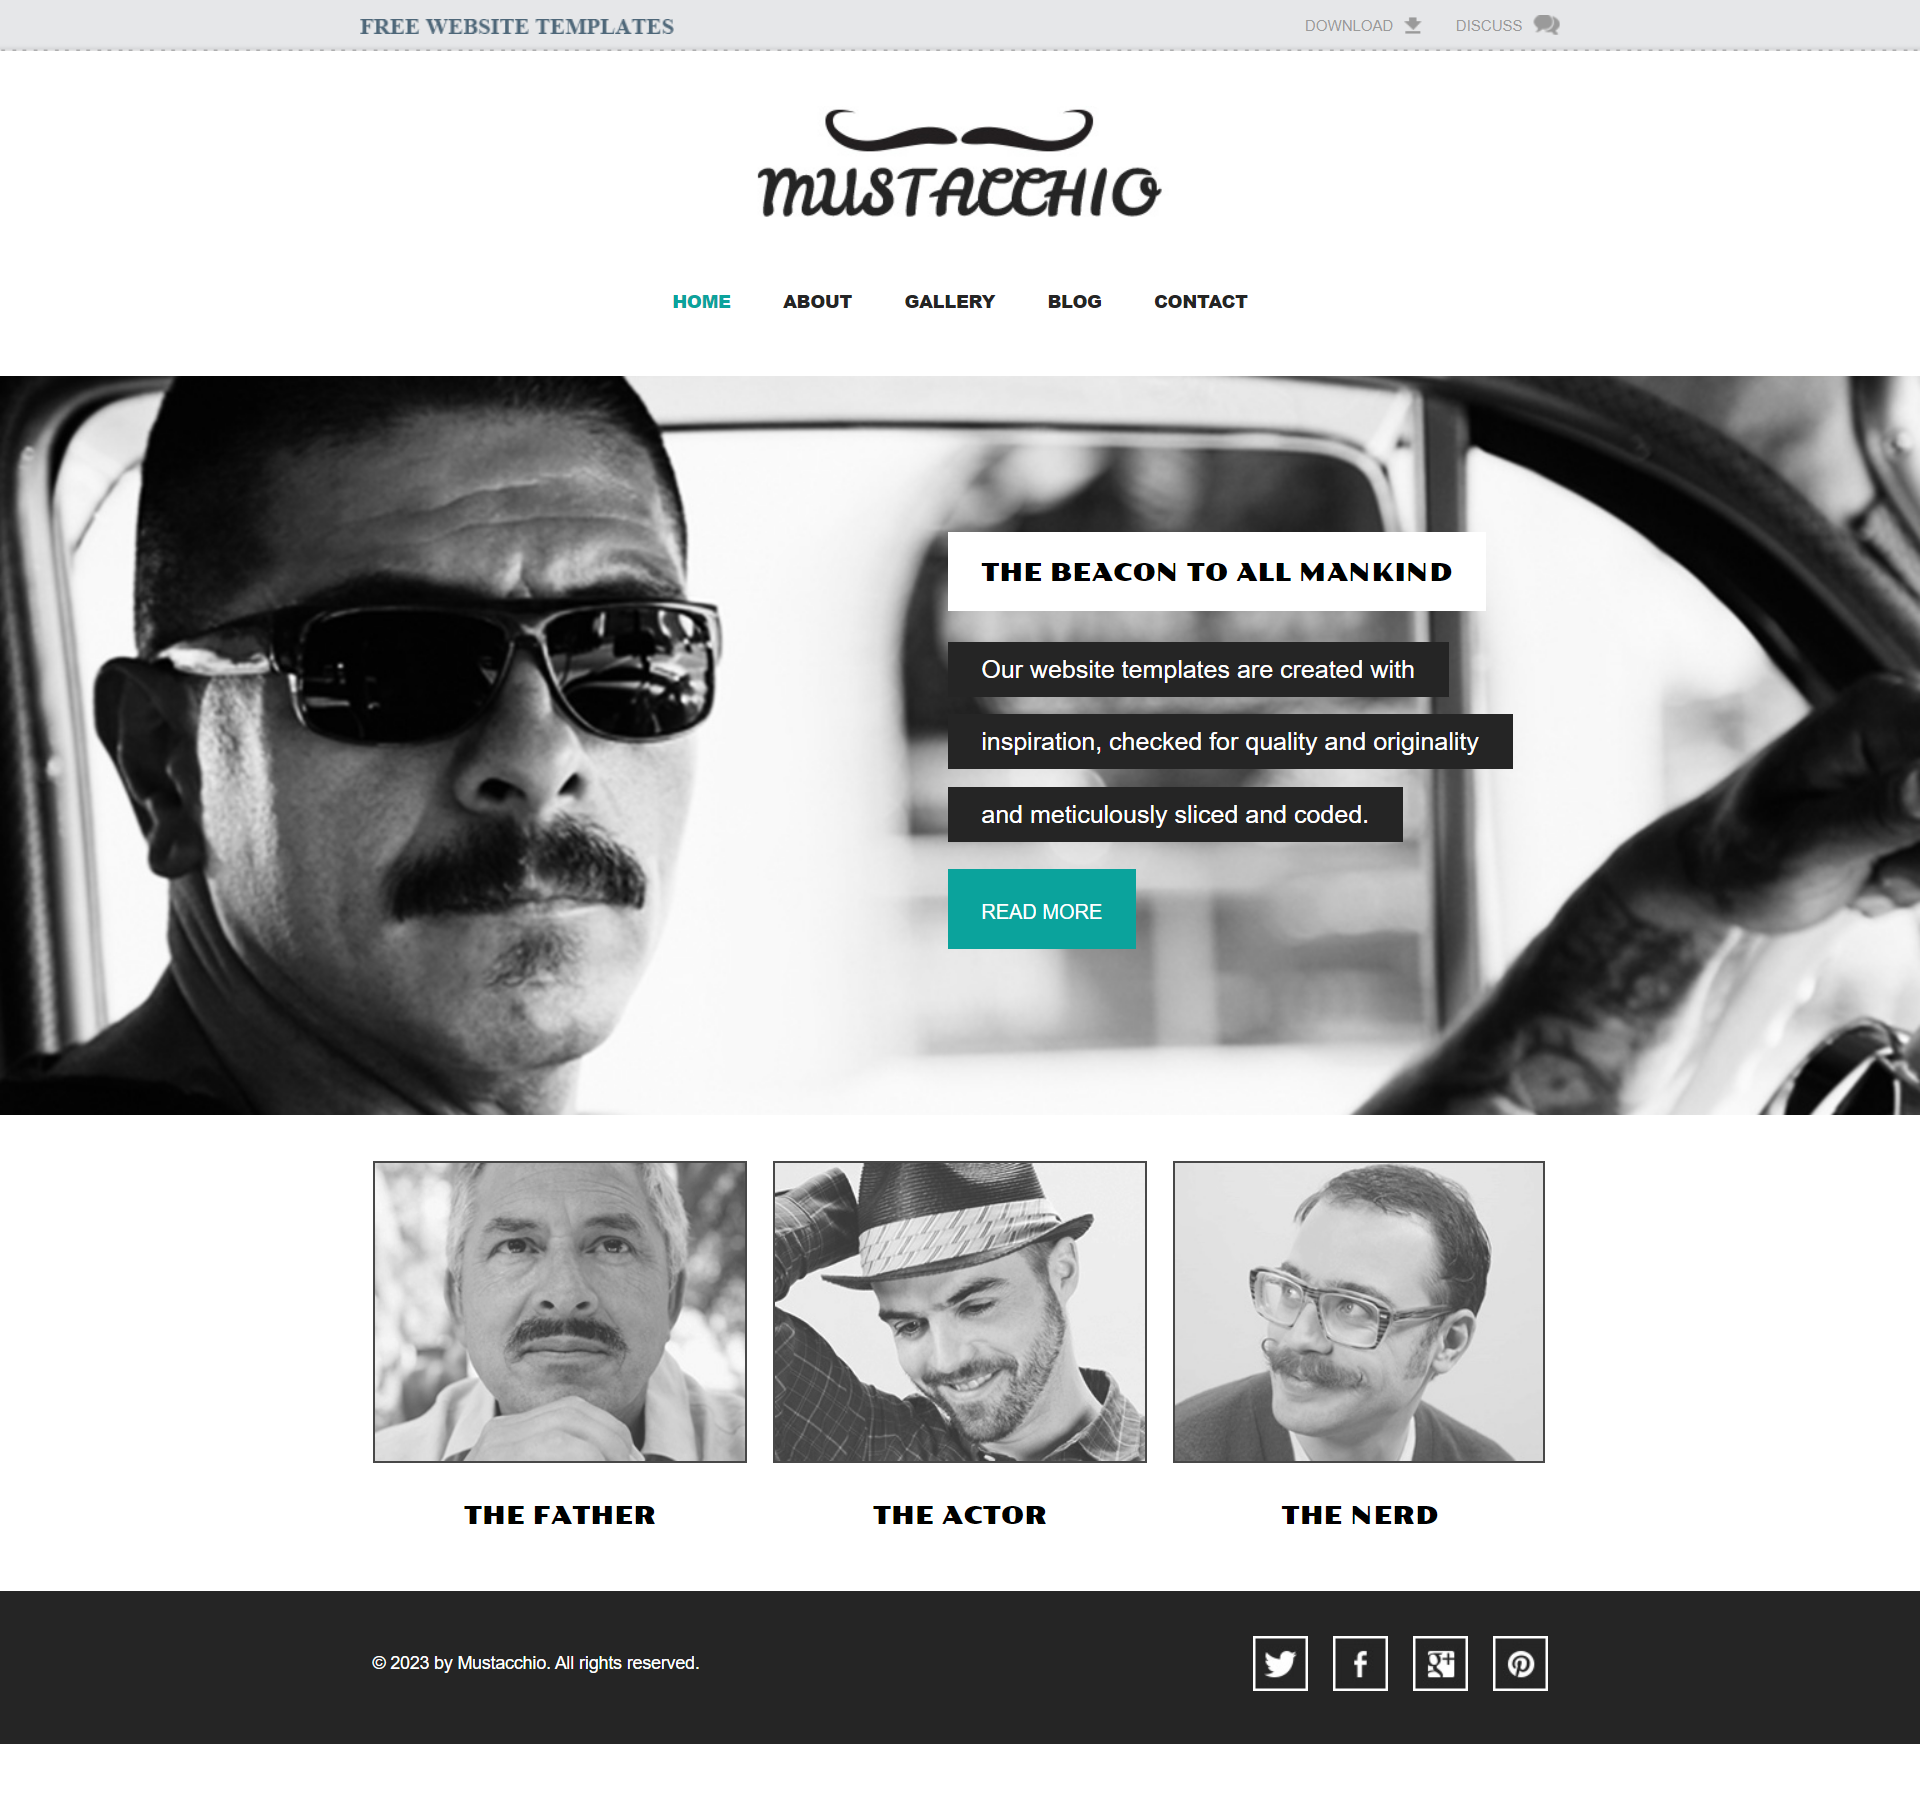 FREE WEBSITE TEMPLATES
DOWNLOAD
DISCUSS
MUSTACCHIO
HOME
ABOUT
GALLERY
BLOG
CONTACT
THE BEACON TO ALL MANKIND
Our website templates are created with
inspiration, checked for quality and originality
and meticulously sliced and coded.
READ MORE
THE FATHER
THE ACTOR
THE NERD
© 2023 by Mustacchio. All rights reserved.
f
g+